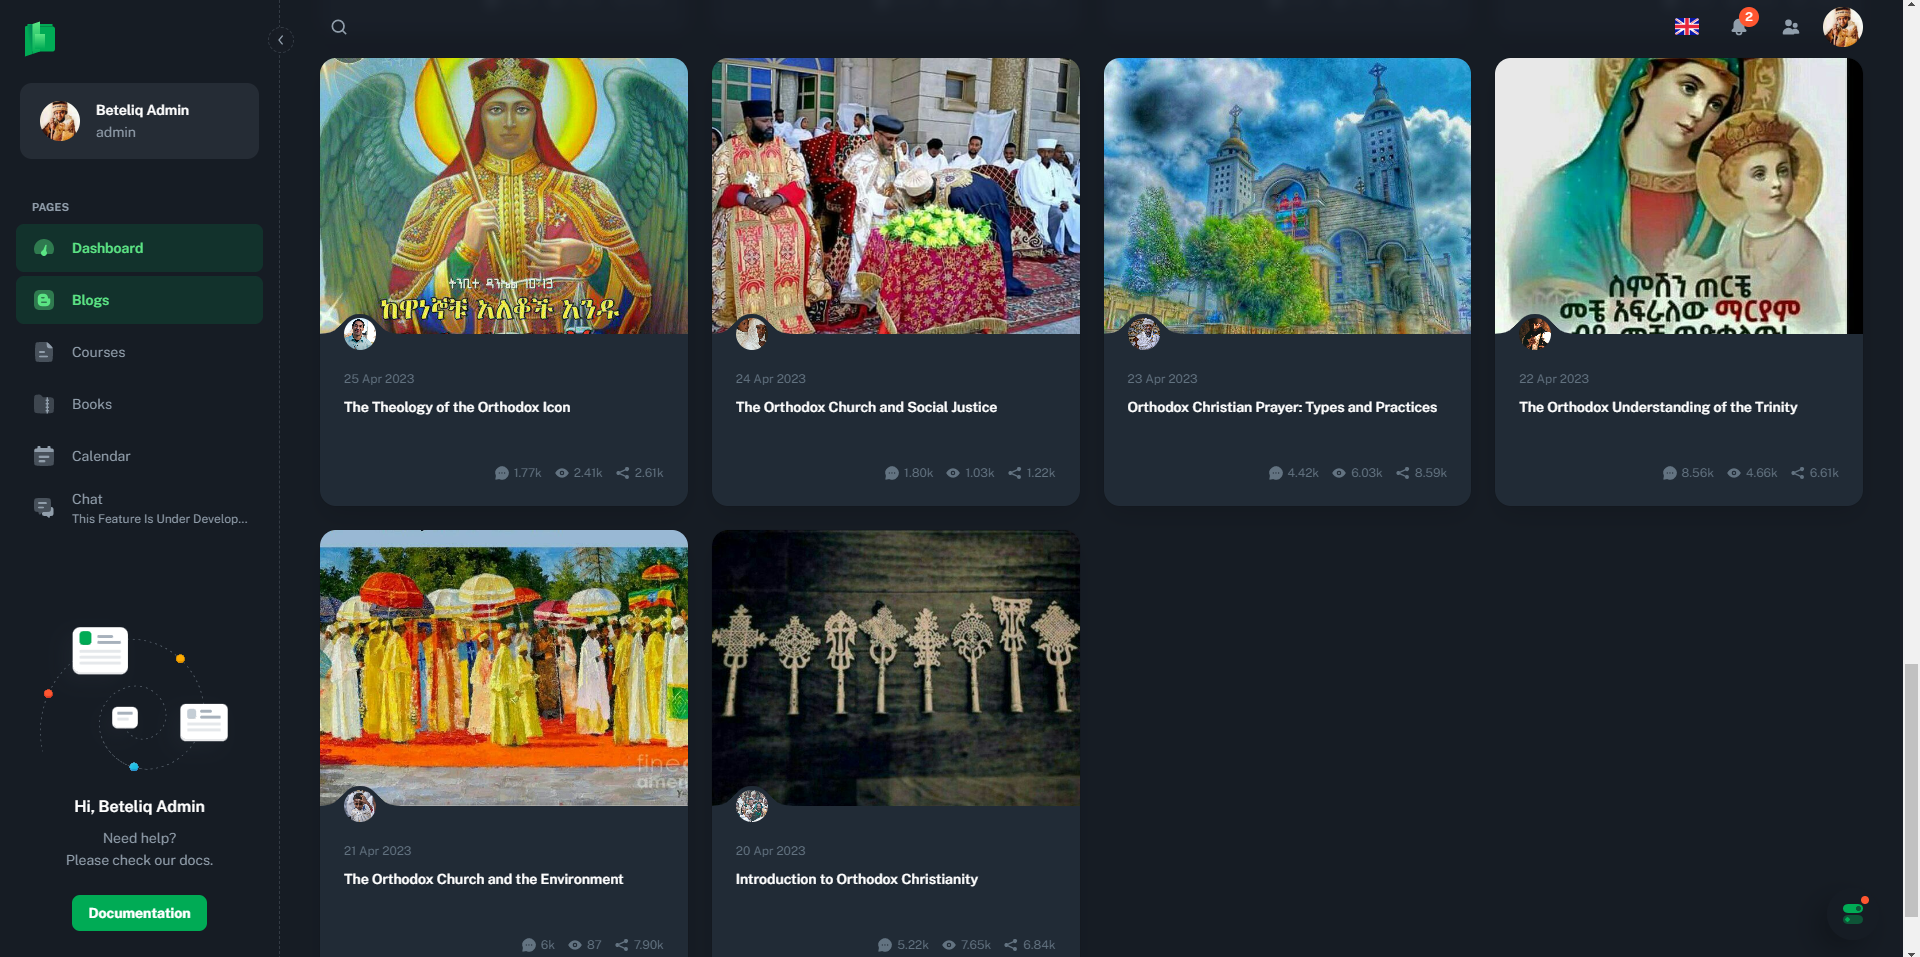 Beteliq Admin
admin
PAGES
Dashboard
Blogs
Courses
Books
Calendar
Chat
This Feature Is Under Develop...
Hi, Beteliq Admin
Need help?
Please check our docs.
Documentation
2
ትንቢተ ዳንኤል 10፥13
ከዋነኞቹ አለቆች አንዱ
25 Apr 2023
The Theology of the Orthodox Icon
1.77k 2.41k 2.61k
24 Apr 2023
The Orthodox Church and Social Justice
1.80k 1.03k 1.22k
23 Apr 2023
Orthodox Christian Prayer: Types and Practices
4.42k 6.03k 8.59k
ስምሽን ጠርቼ
መቼ አፍራለው ማርያም
22 Apr 2023
The Orthodox Understanding of the Trinity
8.56k 4.66k 6.61k
fine
amer
21 Apr 2023
The Orthodox Church and the Environment
6k 87 7.90k
20 Apr 2023
Introduction to Orthodox Christianity
5.22k 7.65k 6.84k